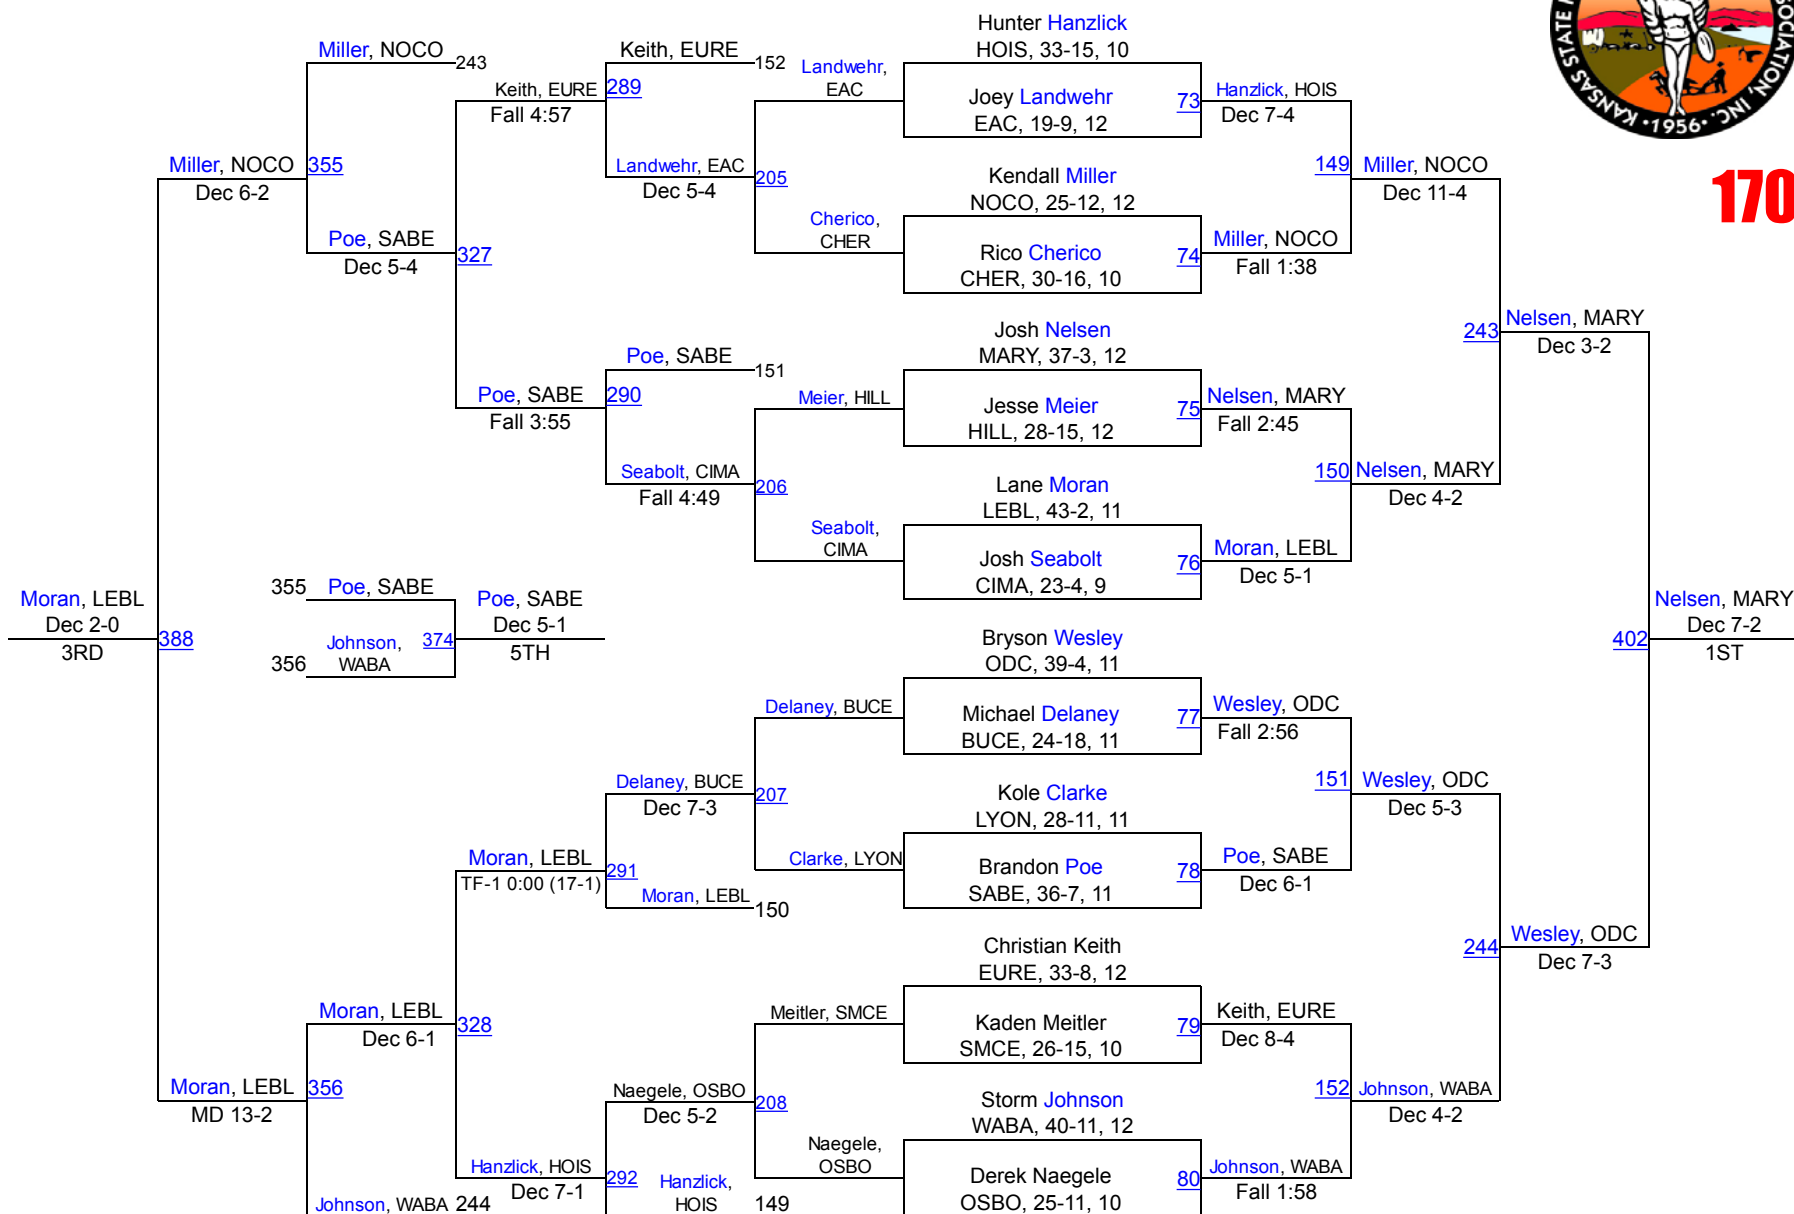 KANSAS STATE A
SOCIATION, INC.
•1956•
170
Hunter Hanzlick
HOIS, 33-15, 10
Joey Landwehr
EAC, 19-9, 12
73
Kendall Miller
NOCO, 25-12, 12
Rico Cherico
CHER, 30-16, 10
74
Josh Nelsen
MARY, 37-3, 12
Jesse Meier
HILL, 28-15, 12
75
Lane Moran
LEBL, 43-2, 11
Josh Seabolt
CIMA, 23-4, 9
76
Bryson Wesley
ODC, 39-4, 11
Michael Delaney
BUCE, 24-18, 11
77
Kole Clarke
LYON, 28-11, 11
Brandon Poe
SABE, 36-7, 11
78
Christian Keith
EURE, 33-8, 12
Kaden Meitler
SMCE, 26-15, 10
79
Storm Johnson
WABA, 40-11, 12
Derek Naegele
OSBO, 25-11, 10
80
Hanzlick, HOIS
Dec 7-4
149
Miller, NOCO
Fall 1:38
Nelsen, MARY
Fall 2:45
150
Moran, LEBL
Dec 5-1
Wesley, ODC
Fall 2:56
151
Poe, SABE
Dec 6-1
Keith, EURE
Dec 8-4
152
Johnson, WABA
Fall 1:58
Miller, NOCO
Dec 11-4
243
Nelsen, MARY
Dec 4-2
Wesley, ODC
Dec 5-3
244
Johnson, WABA
Dec 4-2
Nelsen, MARY
Dec 3-2
402
Wesley, ODC
Dec 7-3
Nelsen, MARY
Dec 7-2
1ST
Landwehr,
EAC
205
Cherico,
CHER
Meier, HILL
206
Seabolt,
CIMA
Delaney, BUCE
207
Clarke, LYON
Meitler, SMCE
208
Naegele,
OSBO
Keith, EURE
152
289
Landwehr, EAC
Dec 5-4
Poe, SABE
151
290
Seabolt, CIMA
Fall 4:49
Delaney, BUCE
Dec 7-3
291
Moran, LEBL
150
Naegele, OSBO
Dec 5-2
292
Hanzlick,
HOIS
149
Keith, EURE
Fall 4:57
327
Poe, SABE
Fall 3:55
Moran, LEBL
TF-1 0:00 (17-1)
328
Hanzlick, HOIS
Dec 7-1
Miller, NOCO
243
355
Poe, SABE
Dec 5-4
Moran, LEBL
Dec 6-1
356
Johnson, WABA
244
Miller, NOCO
Dec 6-2
388
Moran, LEBL
MD 13-2
Moran, LEBL
Dec 2-0
3RD
355
Poe, SABE
374
356
Johnson,
WABA
Poe, SABE
Dec 5-1
5TH